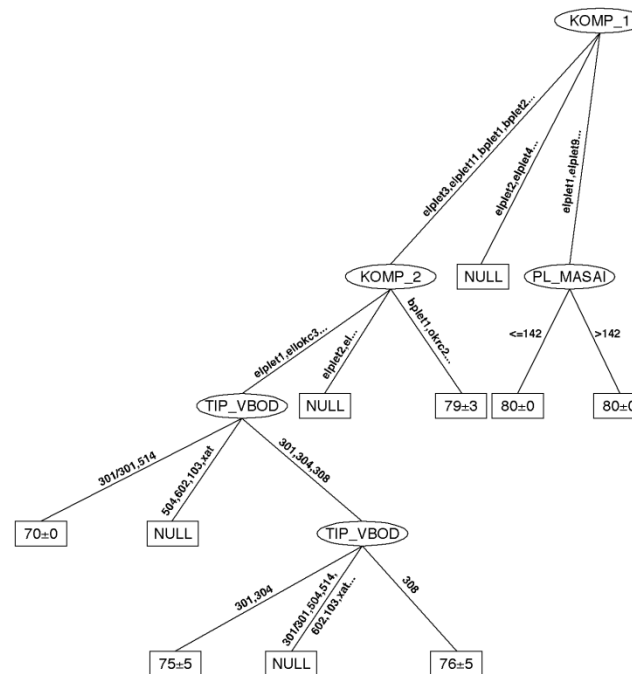 KOMP_1
elplet3,elplet11,bplet1,bplet2...
elplet2,elplet4...
elplet1,elplet9...
KOMP_2
NULL
PL_MASAI
elplet1,ellokc3...
elplet2,el...
bplet1,okrc2...
<=142
>142
TIP_VBOD
NULL
79±3
80±0
80±0
301/301,514
504,602,103,xat
301,304,308
70±0
NULL
TIP_VBOD
301,304
301/301,504,514,
602,103,xat...
308
75±5
NULL
76±5